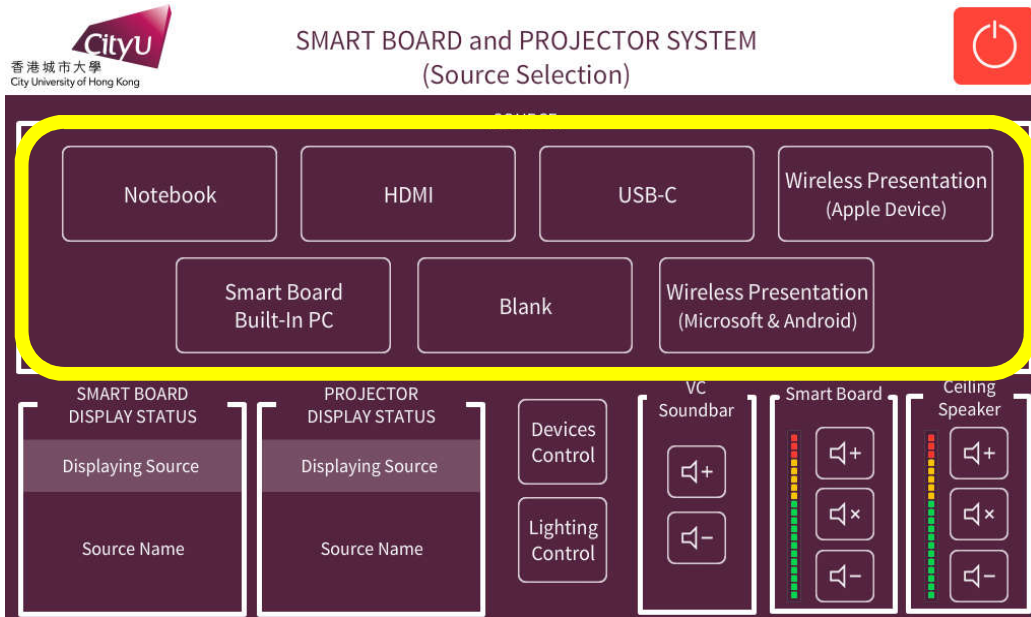 CityU
香港城市大學
City University of Hong Kong
SMART BOARD and PROJECTOR SYSTEM
(Source Selection)
Notebook
HDMI
USB-C
Wireless Presentation
(Apple Device)
Smart Board
Built-In PC
Blank
Wireless Presentation
(Microsoft & Android)
SMART BOARD
DISPLAY STATUS
Displaying Source
Source Name
PROJECTOR
DISPLAY STATUS
Displaying Source
Source Name
Devices
Control
Lighting
Control
VC
Soundbar
Smart Board
Ceiling
Speaker